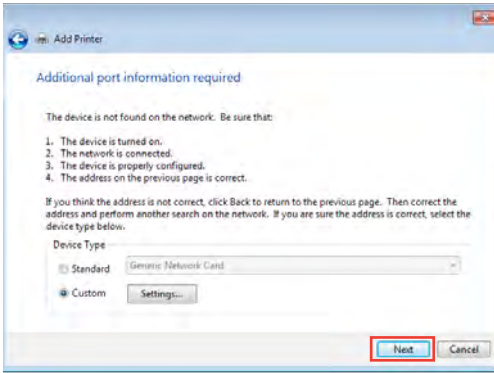 Add Printer
Additional port information required
The device is not found on the network. Be sure that:
1. The device is turned on.
2. The network is connected.
3. The device is properly configured.
4. The address on the previous page is correct.
If you think the address is not correct, click Back to return to the previous page. Then correct the
address and perform another search on the network. If you are sure the address is correct, select the
device type below.
Device Type
Standard Generic Network Card
Custom Settings...
Next Cancel